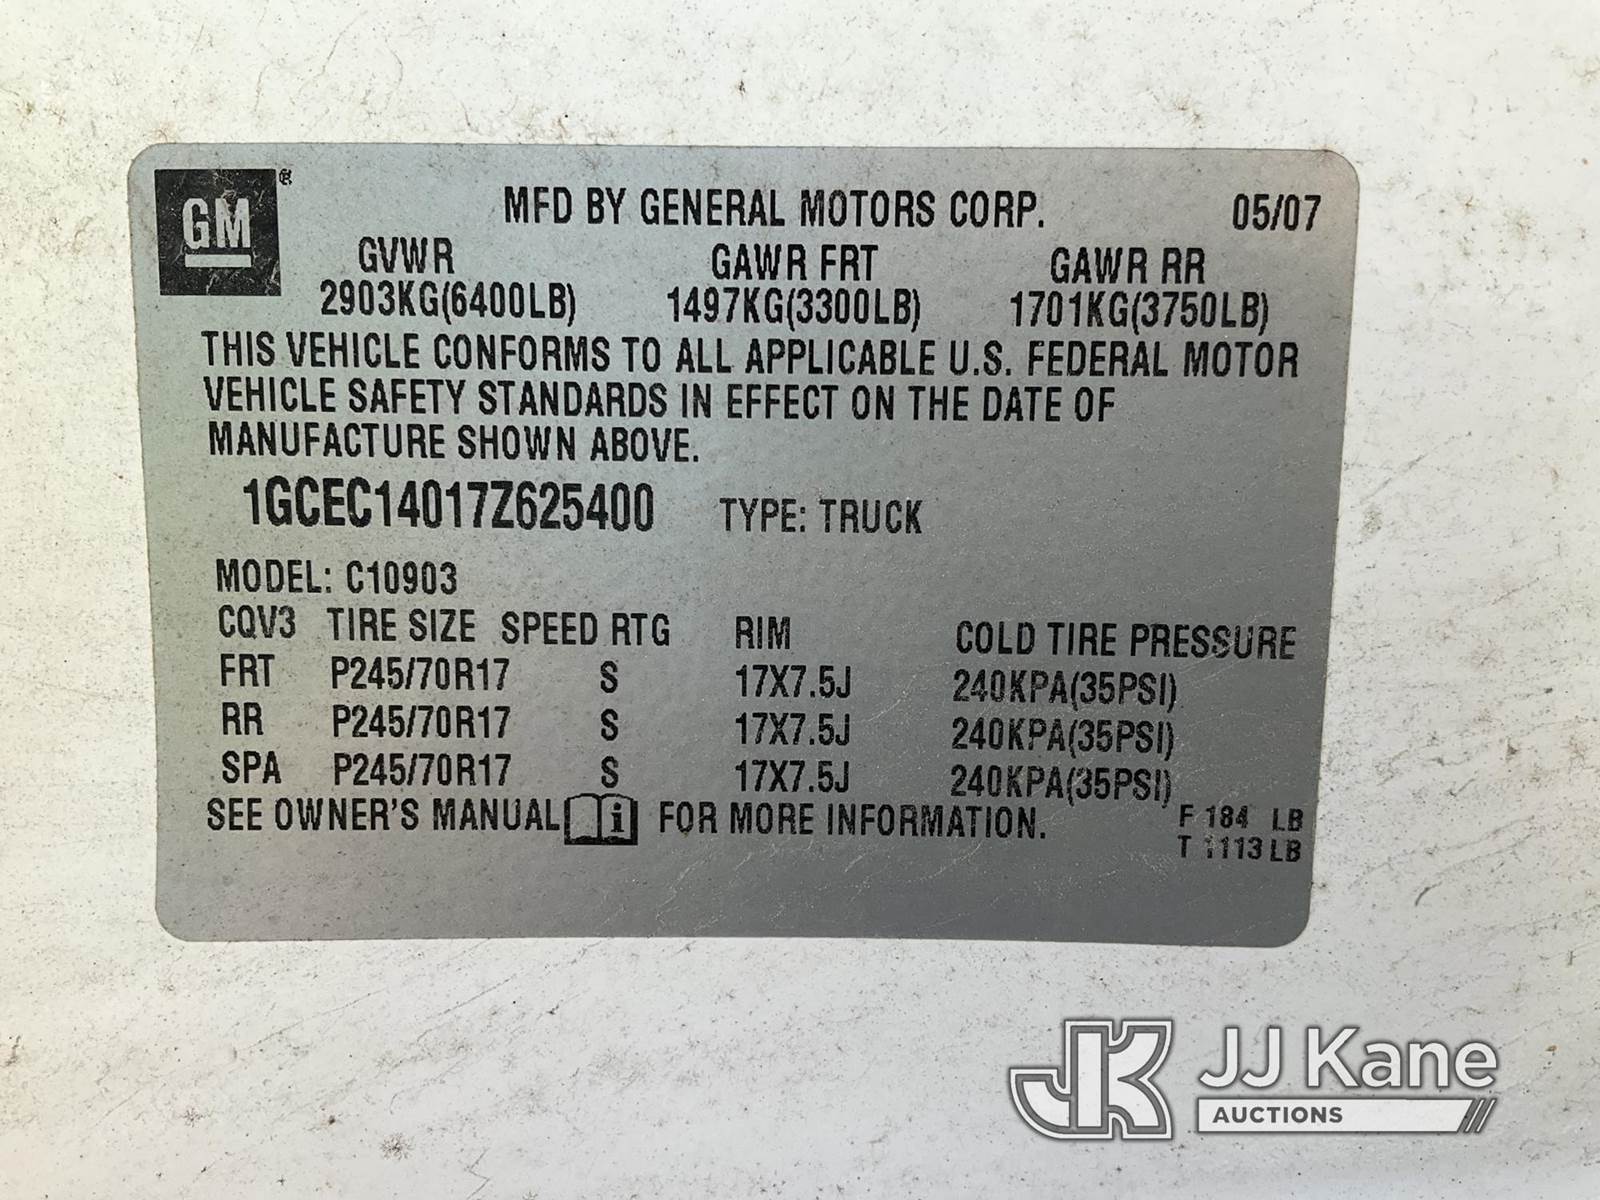 GM ®
MFD BY GENERAL MOTORS CORP. 05/07
GVWR GAWR FRT GAWR RR
2903KG(6400LB) 1497KG(3300LB) 1701KG(3750LB)
THIS VEHICLE CONFORMS TO ALL APPLICABLE U.S. FEDERAL MOTOR
VEHICLE SAFETY STANDARDS IN EFFECT ON THE DATE OF
MANUFACTURE SHOWN ABOVE.
1GCEC14017Z625400 TYPE: TRUCK
MODEL: C10903
CQV3 TIRE SIZE SPEED RTG RIM COLD TIRE PRESSURE
FRT P245/70R17 S 17X7.5J 240KPA(35PSI)
RR P245/70R17 S 17X7.5J 240KPA(35PSI)
SPA P245/70R17 S 17X7.5J 240KPA(35PSI)
SEE OWNER'S MANUAL i FOR MORE INFORMATION.
F 184 LB
T 1113 LB
JK JJ Kane
AUCTIONS